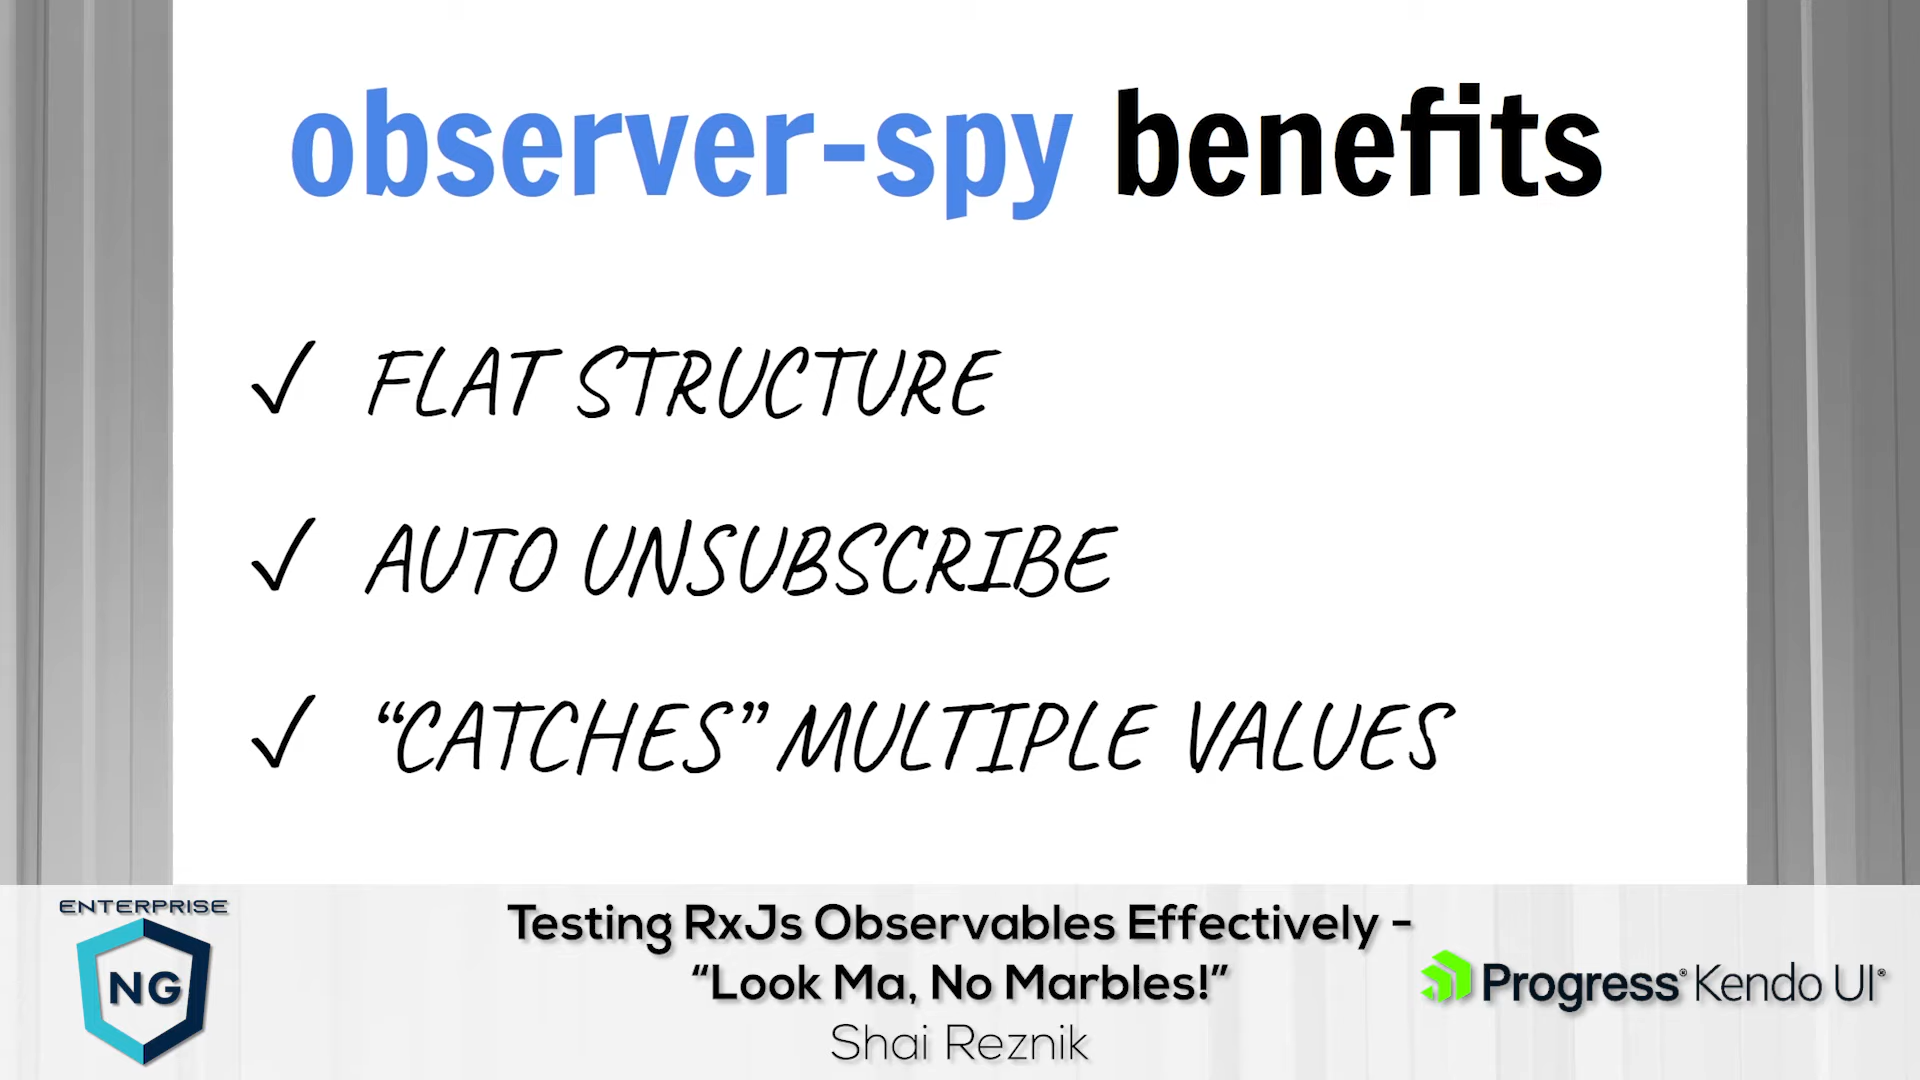 observer-spy benefits
✓ FLAT STRUCTURE
✓ AUTO UNSUBSCRIBE
✓ “CATCHES” MULTIPLE VALUES
ENTERPRISE
NG
Testing RxJs Observables Effectively -
“Look Ma, No Marbles!”
Shai Reznik
Progress® Kendo UI®